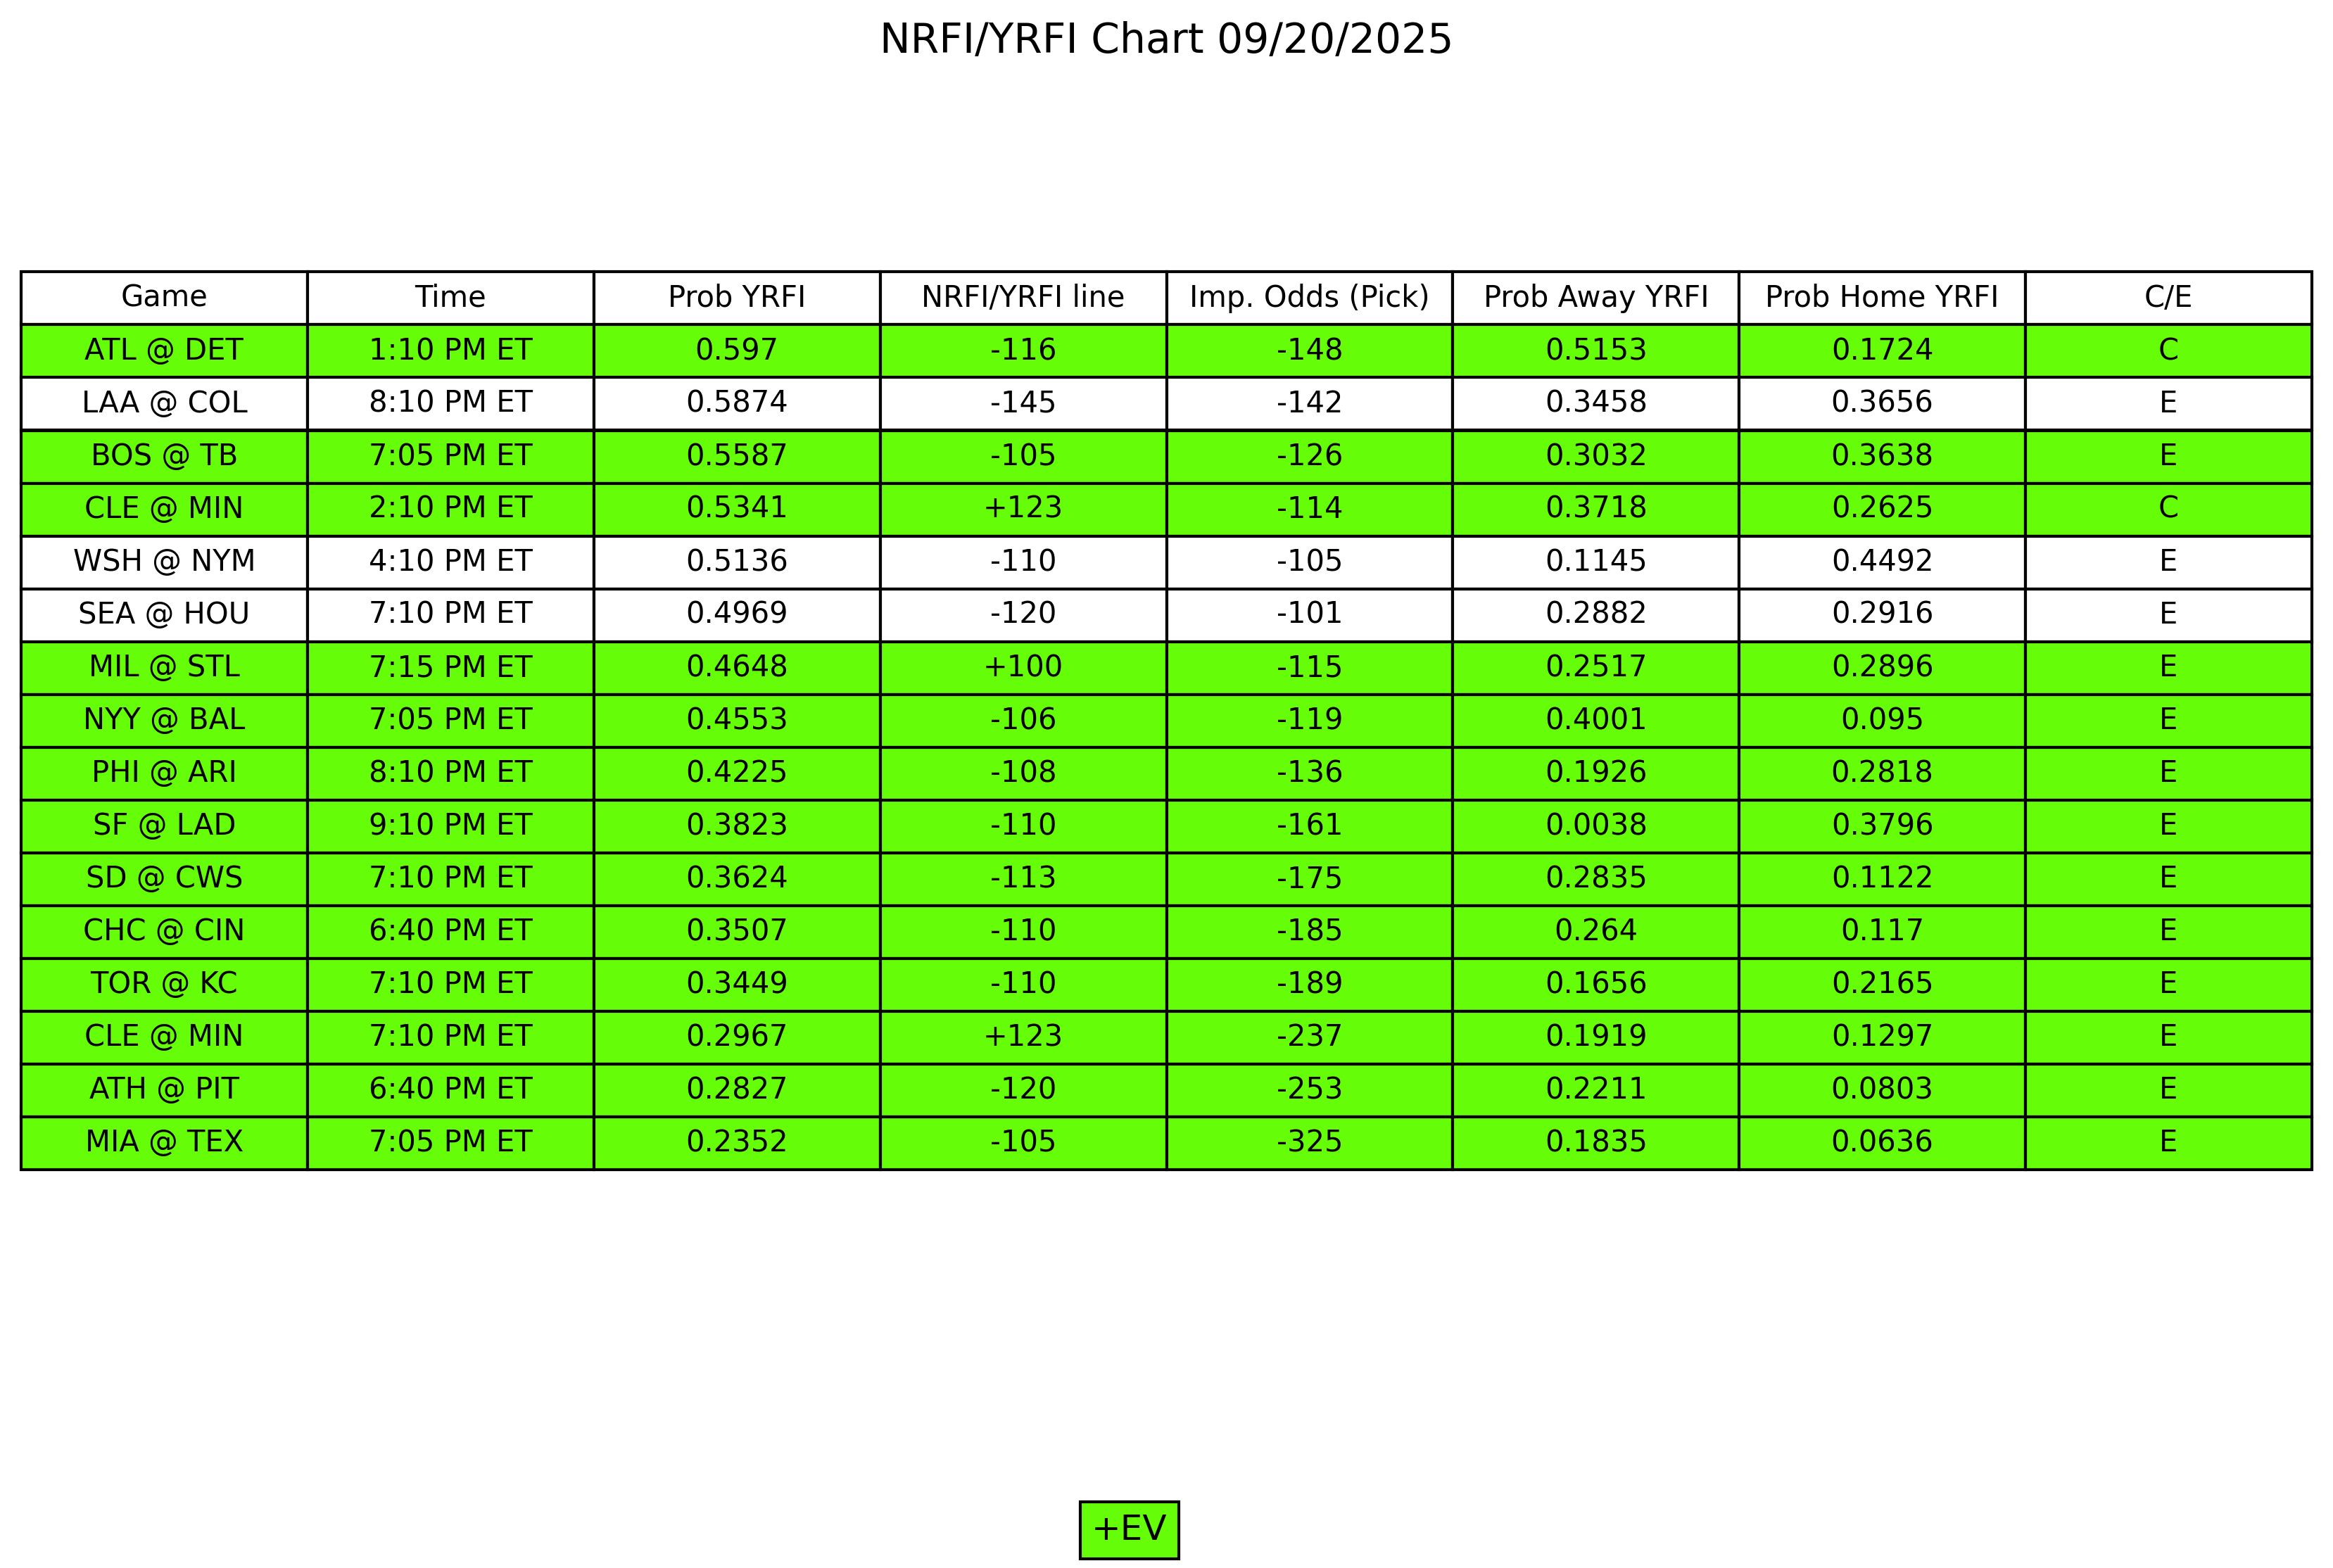 NRFI/YRFI Chart 09/20/2025
Game Time Prob YRFI NRFI/YRFI line Imp. Odds (Pick) Prob Away YRFI Prob Home YRFI C/E
ATL @ DET 1:10 PM ET 0.597 -116 -148 0.5153 0.1724 C
LAA @ COL 8:10 PM ET 0.5874 -145 -142 0.3458 0.3656 E
BOS @ TB 7:05 PM ET 0.5587 -105 -126 0.3032 0.3638 E
CLE @ MIN 2:10 PM ET 0.5341 +123 -114 0.3718 0.2625 C
WSH @ NYM 4:10 PM ET 0.5136 -110 -105 0.1145 0.4492 E
SEA @ HOU 7:10 PM ET 0.4969 -120 -101 0.2882 0.2916 E
MIL @ STL 7:15 PM ET 0.4648 +100 -115 0.2517 0.2896 E
NYY @ BAL 7:05 PM ET 0.4553 -106 -119 0.4001 0.095 E
PHI @ ARI 8:10 PM ET 0.4225 -108 -136 0.1926 0.2818 E
SF @ LAD 9:10 PM ET 0.3823 -110 -161 0.0038 0.3796 E
SD @ CWS 7:10 PM ET 0.3624 -113 -175 0.2835 0.1122 E
CHC @ CIN 6:40 PM ET 0.3507 -110 -185 0.264 0.117 E
TOR @ KC 7:10 PM ET 0.3449 -110 -189 0.1656 0.2165 E
CLE @ MIN 7:10 PM ET 0.2967 +123 -237 0.1919 0.1297 E
ATH @ PIT 6:40 PM ET 0.2827 -120 -253 0.2211 0.0803 E
MIA @ TEX 7:05 PM ET 0.2352 -105 -325 0.1835 0.0636 E
+EV